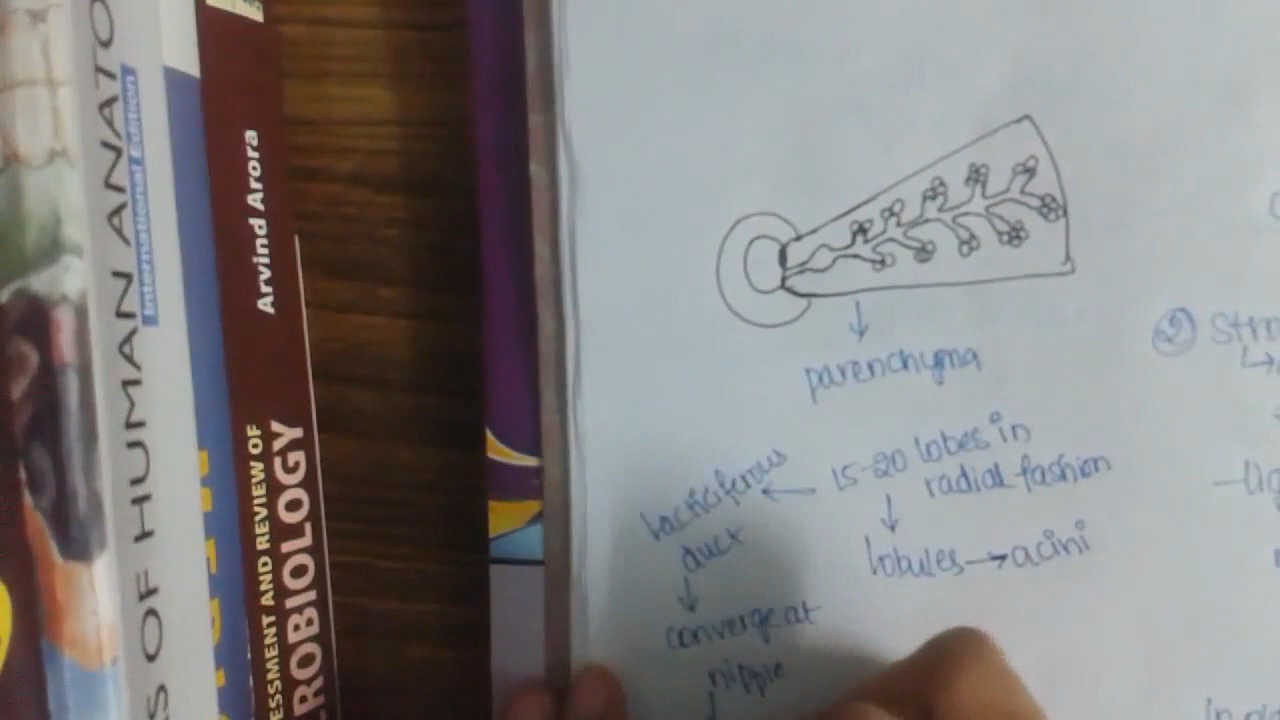 S OF HUMAN ANATO
International Edition
Arvind Arora
ESSMENT AND REVIEW OF
ROBIOLOGY
parenchyma
15-20 lobes in
radial fashion
lactiferous
duct
lobules → acini
converge at
nipple
② Str